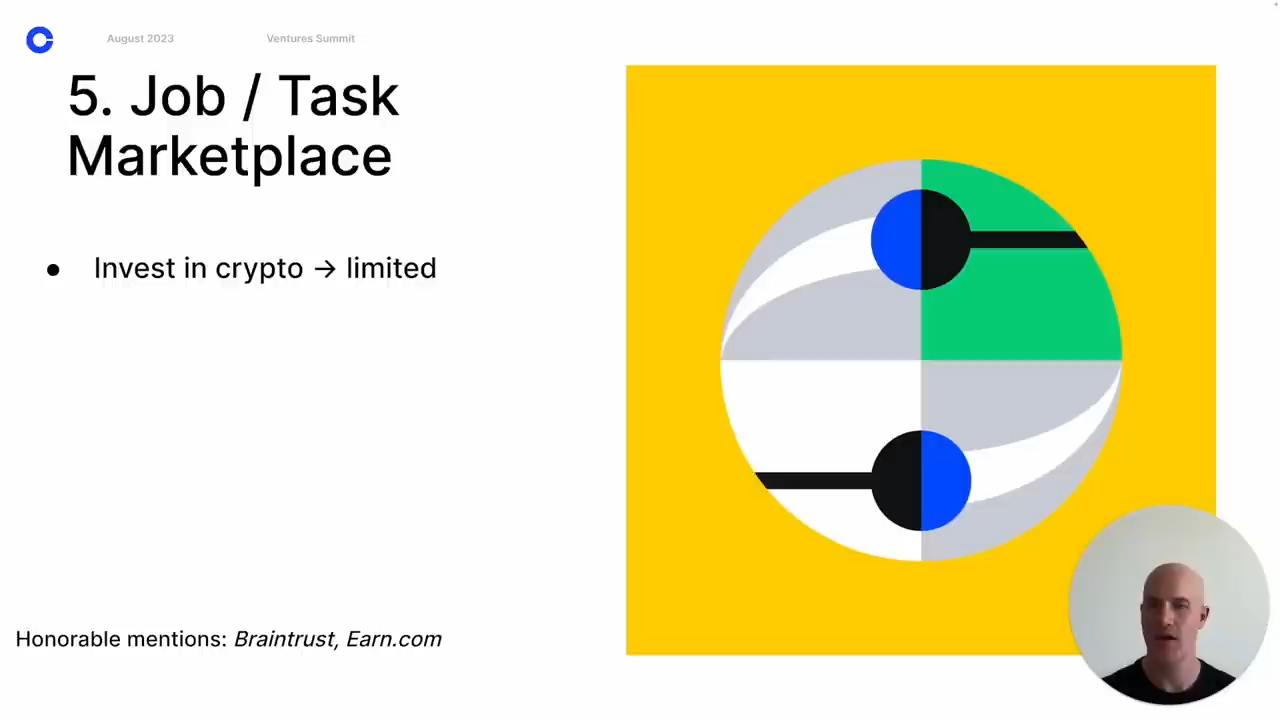 August 2023
Ventures Summit
5. Job / Task
Marketplace
● Invest in crypto → limited
Honorable mentions: Braintrust, Earn.com